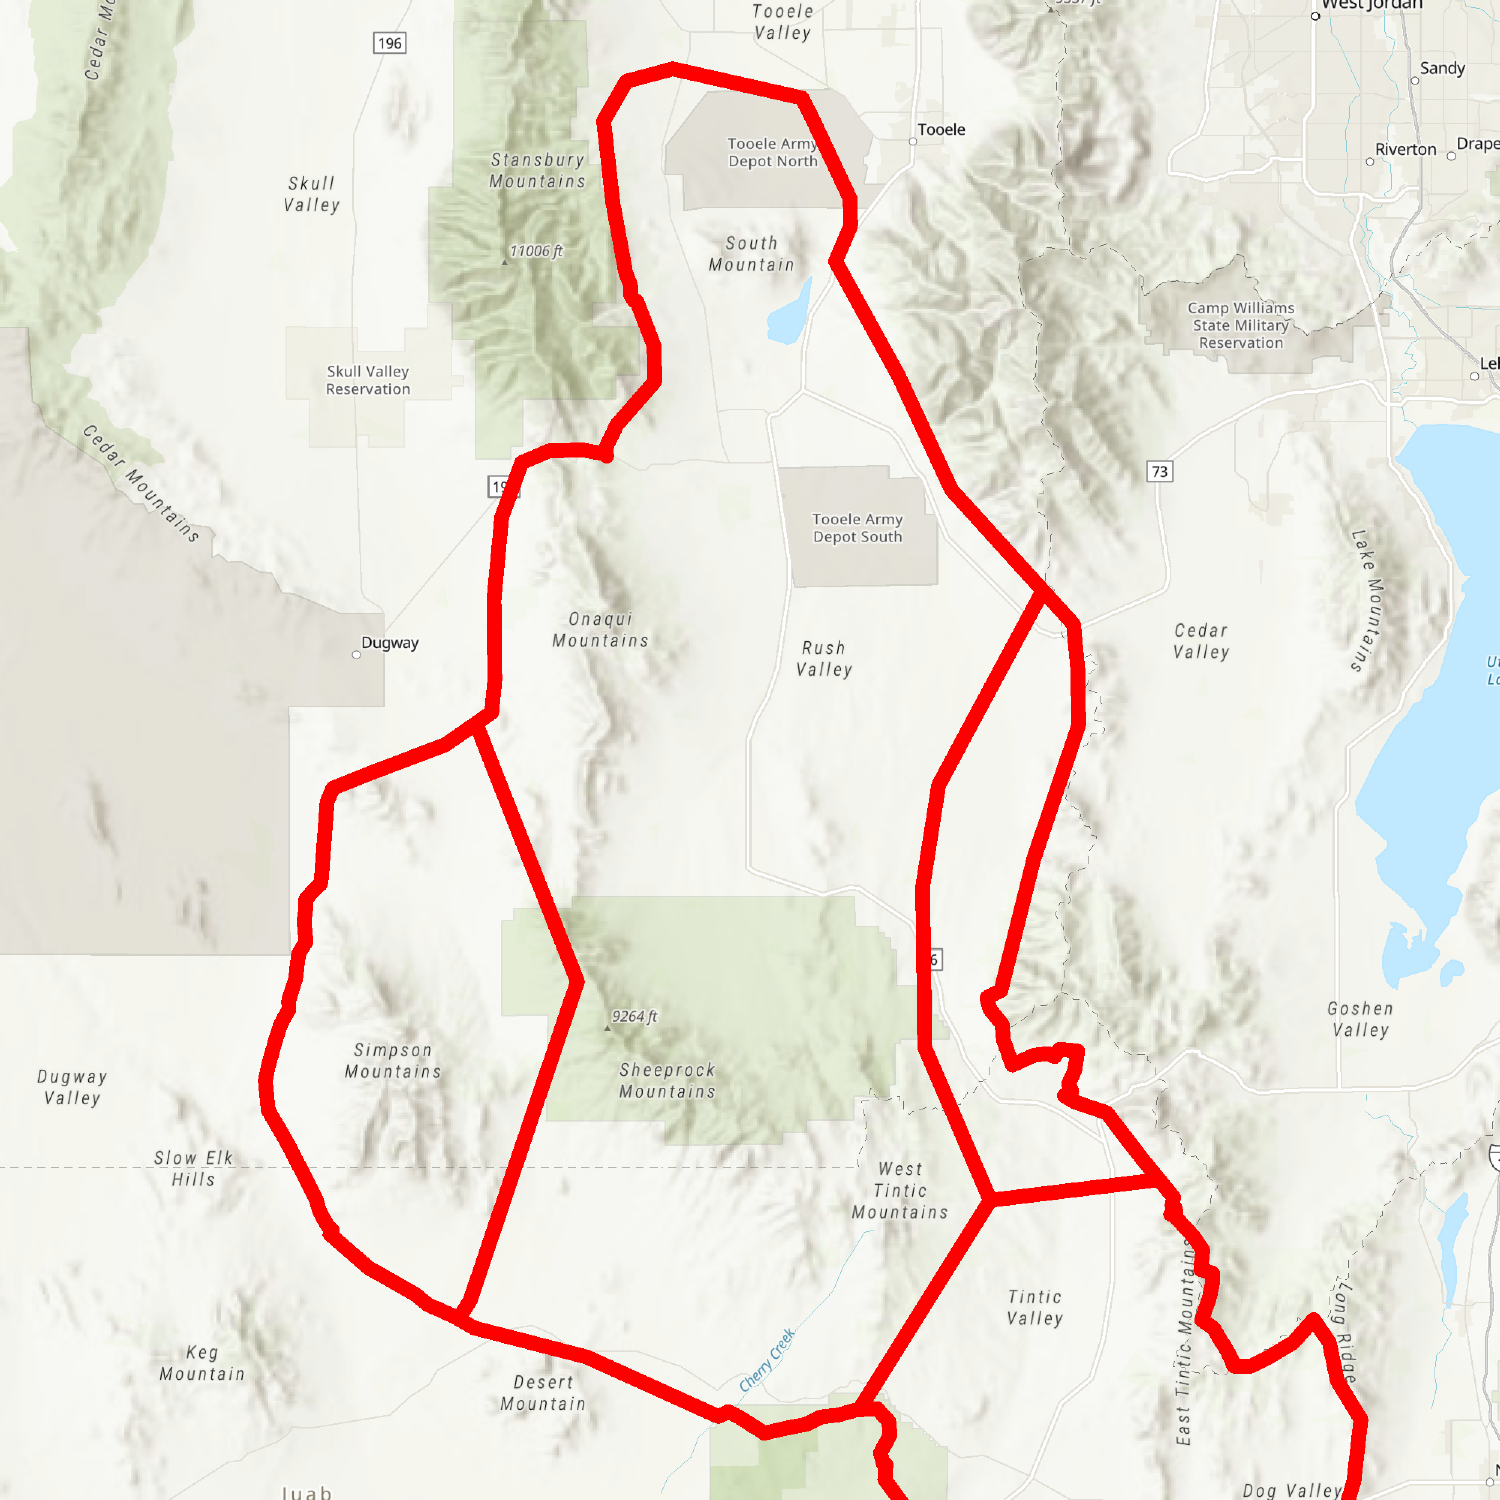 Tooele
Valley
West Jordan
196
Cedar Mo
Sandy
Tooele
Tooele Army
Depot North
Riverton
Drape
Stansbury
Mountains
Skull
Valley
11006 ft
South
Mountain
Camp Williams
State Military
Reservation
Skull Valley
Reservation
Leh
Cedar Mountains
73
19
Tooele Army
Depot South
Lake Mountains
Onaqui
Mountains
Dugway
Rush
Valley
Cedar
Valley
Ut
La
6
9264 ft
Goshen
Valley
Simpson
Mountains
Sheeprock
Mountains
Dugway
Valley
Slow Elk
Hills
West
Tintic
Mountains
Tintic
Valley
East Tintic Mountains
Long Ridge
Keg
Mountain
Cherry Creek
Desert
Mountain
Juab
Dog Valley
N